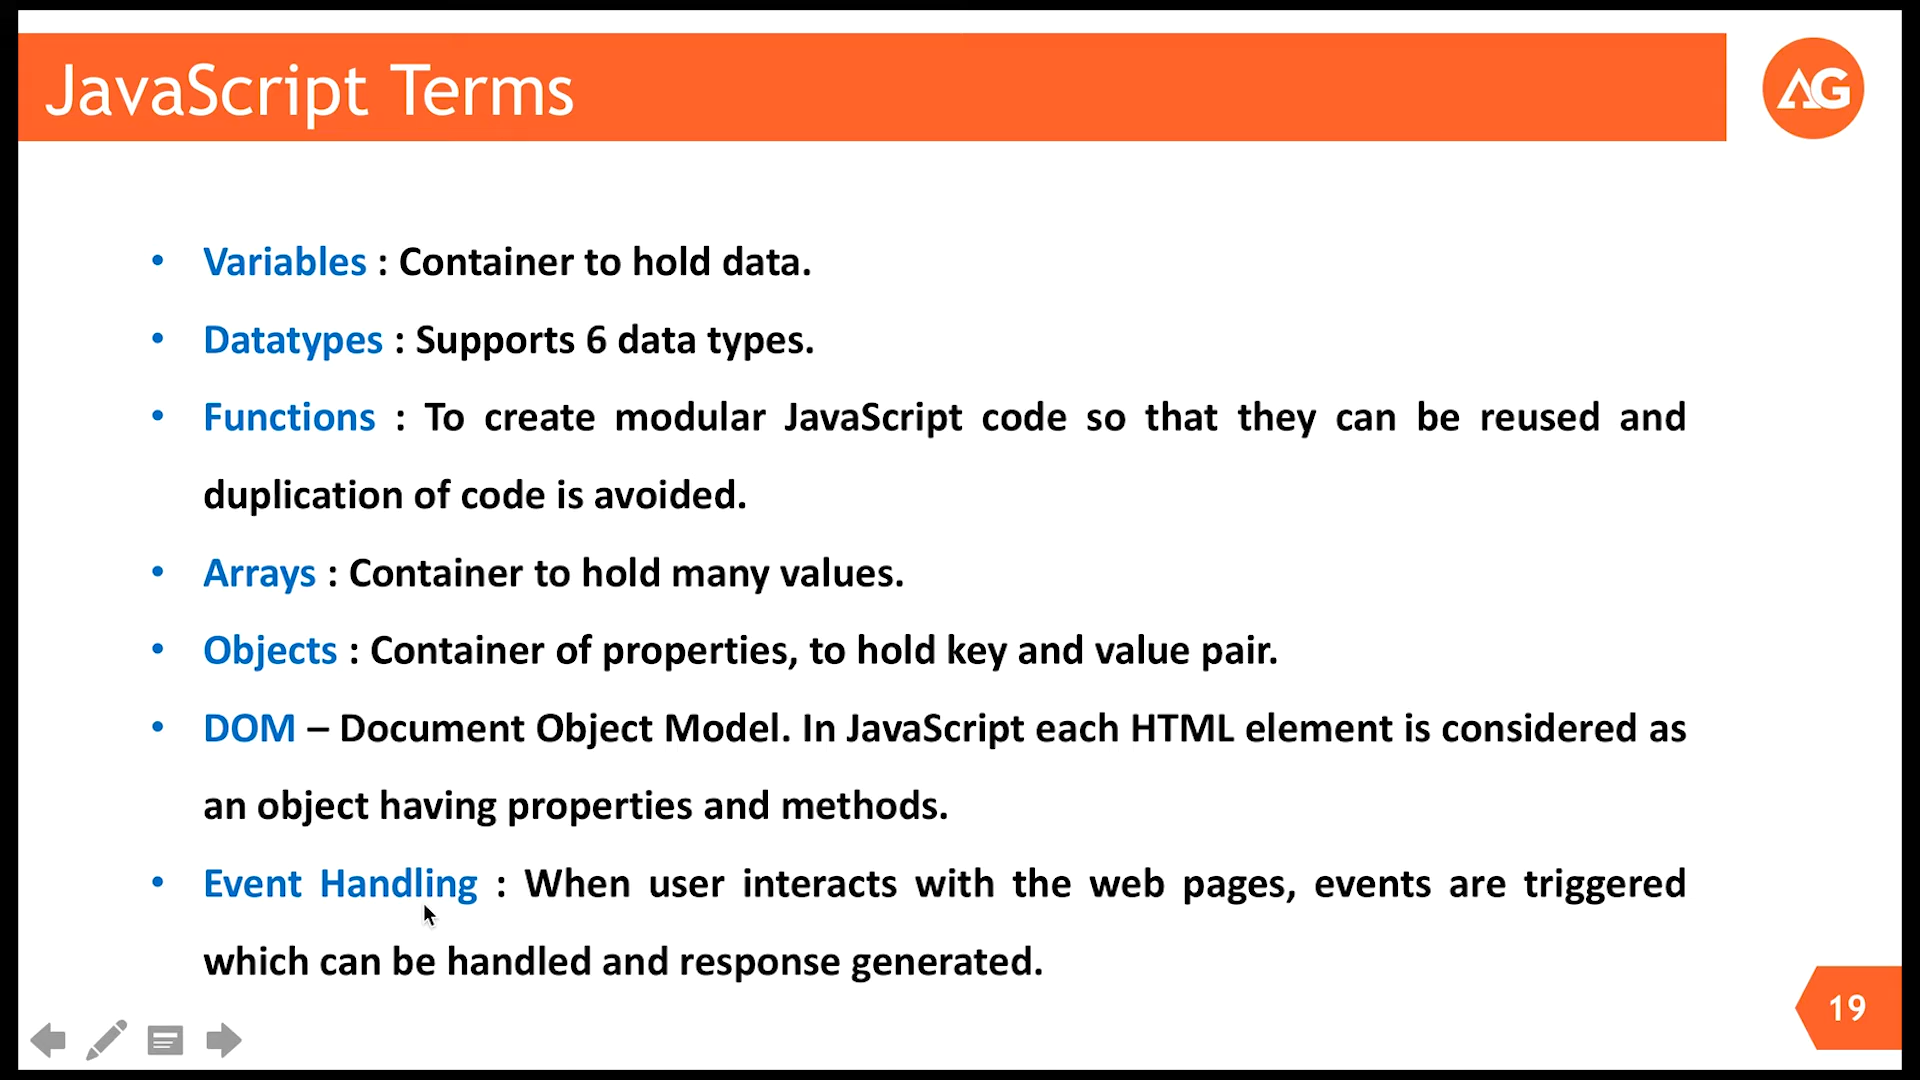 JavaScript Terms
AG
• Variables : Container to hold data.
• Datatypes : Supports 6 data types.
• Functions : To create modular JavaScript code so that they can be reused and
duplication of code is avoided.
• Arrays : Container to hold many values.
• Objects : Container of properties, to hold key and value pair.
• DOM – Document Object Model. In JavaScript each HTML element is considered as
an object having properties and methods.
• Event Handling : When user interacts with the web pages, events are triggered
which can be handled and response generated.
19